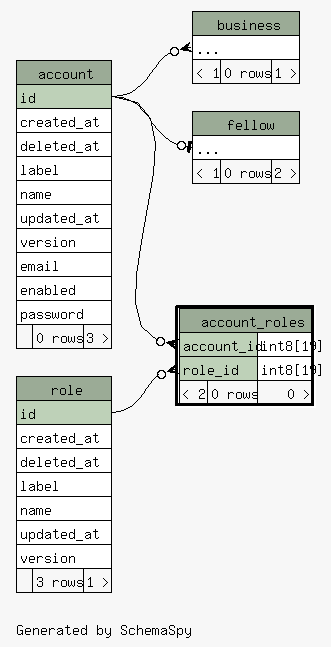 business
...
< 1 0 rows 1 >
account
id
created_at
deleted_at
label
name
updated_at
version
email
enabled
password
0 rows 3 >
fellow
...
< 1 0 rows 2 >
account_roles
account_id int8[19]
role_id int8[19]
< 2 0 rows 0 >
role
id
created_at
deleted_at
label
name
updated_at
version
3 rows 1 >
Generated by SchemaSpy